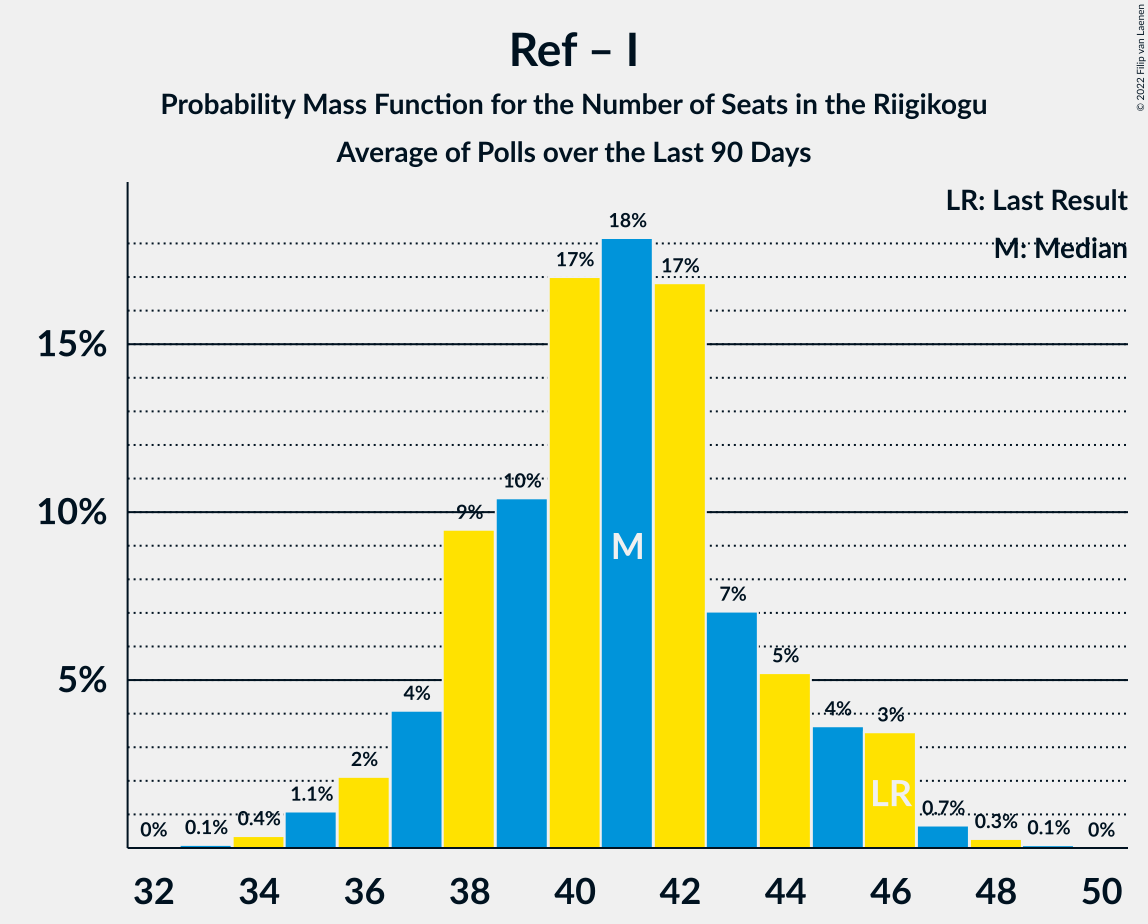 Ref – I
Probability Mass Function for the Number of Seats in the Riigikogu
Average of Polls over the Last 90 Days
© 2022 Filip van Laenen
LR: Last Result
M: Median
15%
10%
5%
0%
0.1%
0.4%
1.1%
2%
4%
9%
10%
17%
18%
17%
7%
5%
4%
3%
0.7%
0.3%
0.1%
0%
M
LR
32 34 36 38 40 42 44 46 48 50